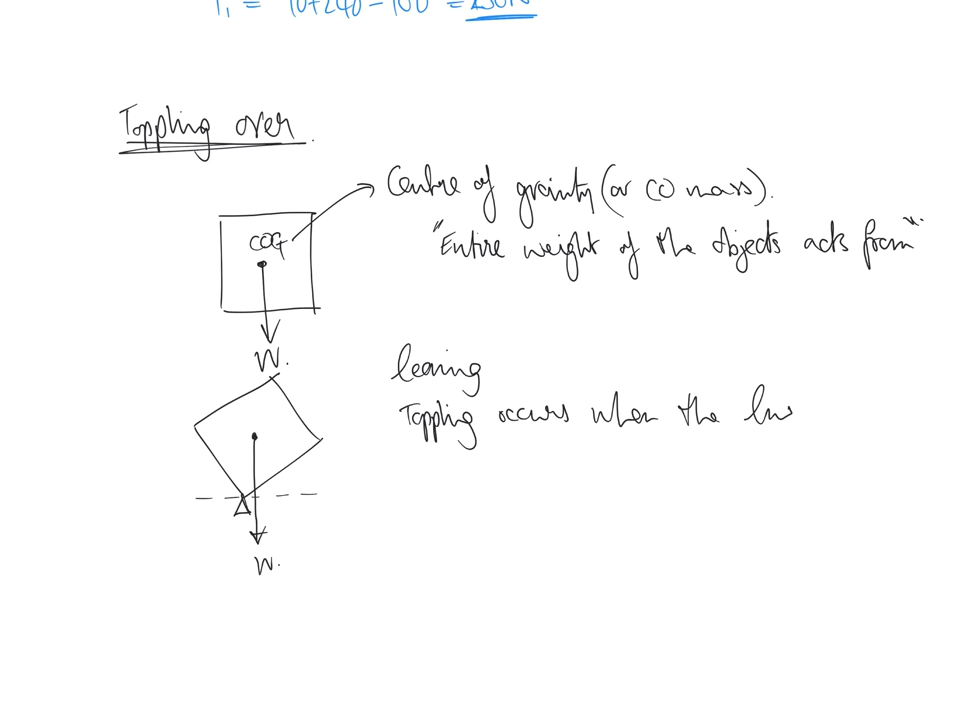 Toppling over.
Centre of gravity (or CO mass).
"Entire weight of the objects acts from".
COG
W.
leaning
Toppling occurs when the line
W.